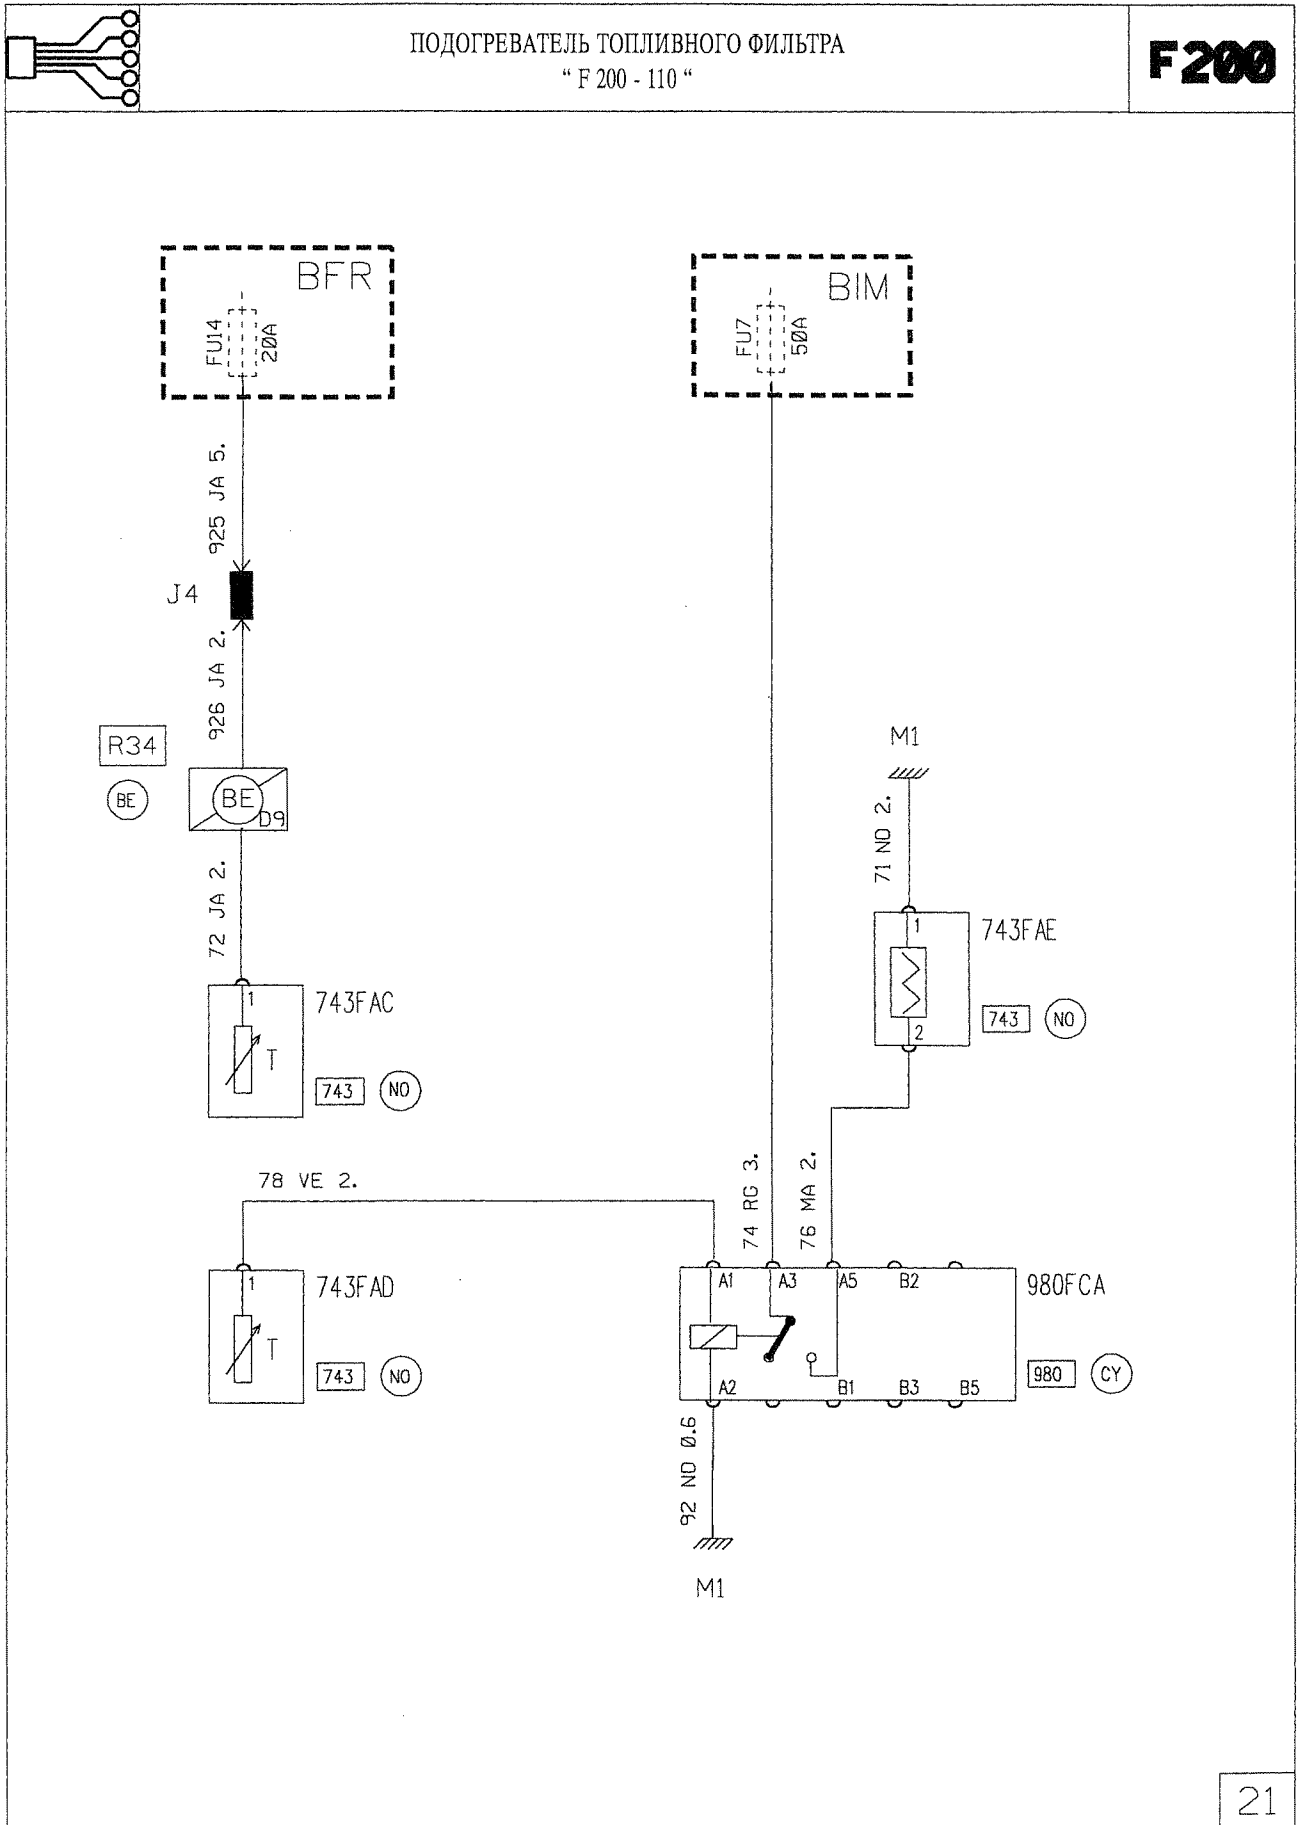 ПОДОГРЕВАТЕЛЬ ТОПЛИВНОГО ФИЛЬТРА
“ F 200 - 110 “
F200
BFR
FU14
20A
BIM
FU7
50A
925 JA 5.
J4
926 JA 2.
R34
BE
BE
D9
72 JA 2.
M1
71 NO 2.
1
743FAE
743
NO
2
1
743FAC
T
743
NO
78 VE 2.
74 RG 3.
76 MA 2.
1
743FAD
T
743
NO
A1
A3
A5
B2
980FCA
980
CY
A2
B1
B3
B5
92 NO 0.6
M1
21